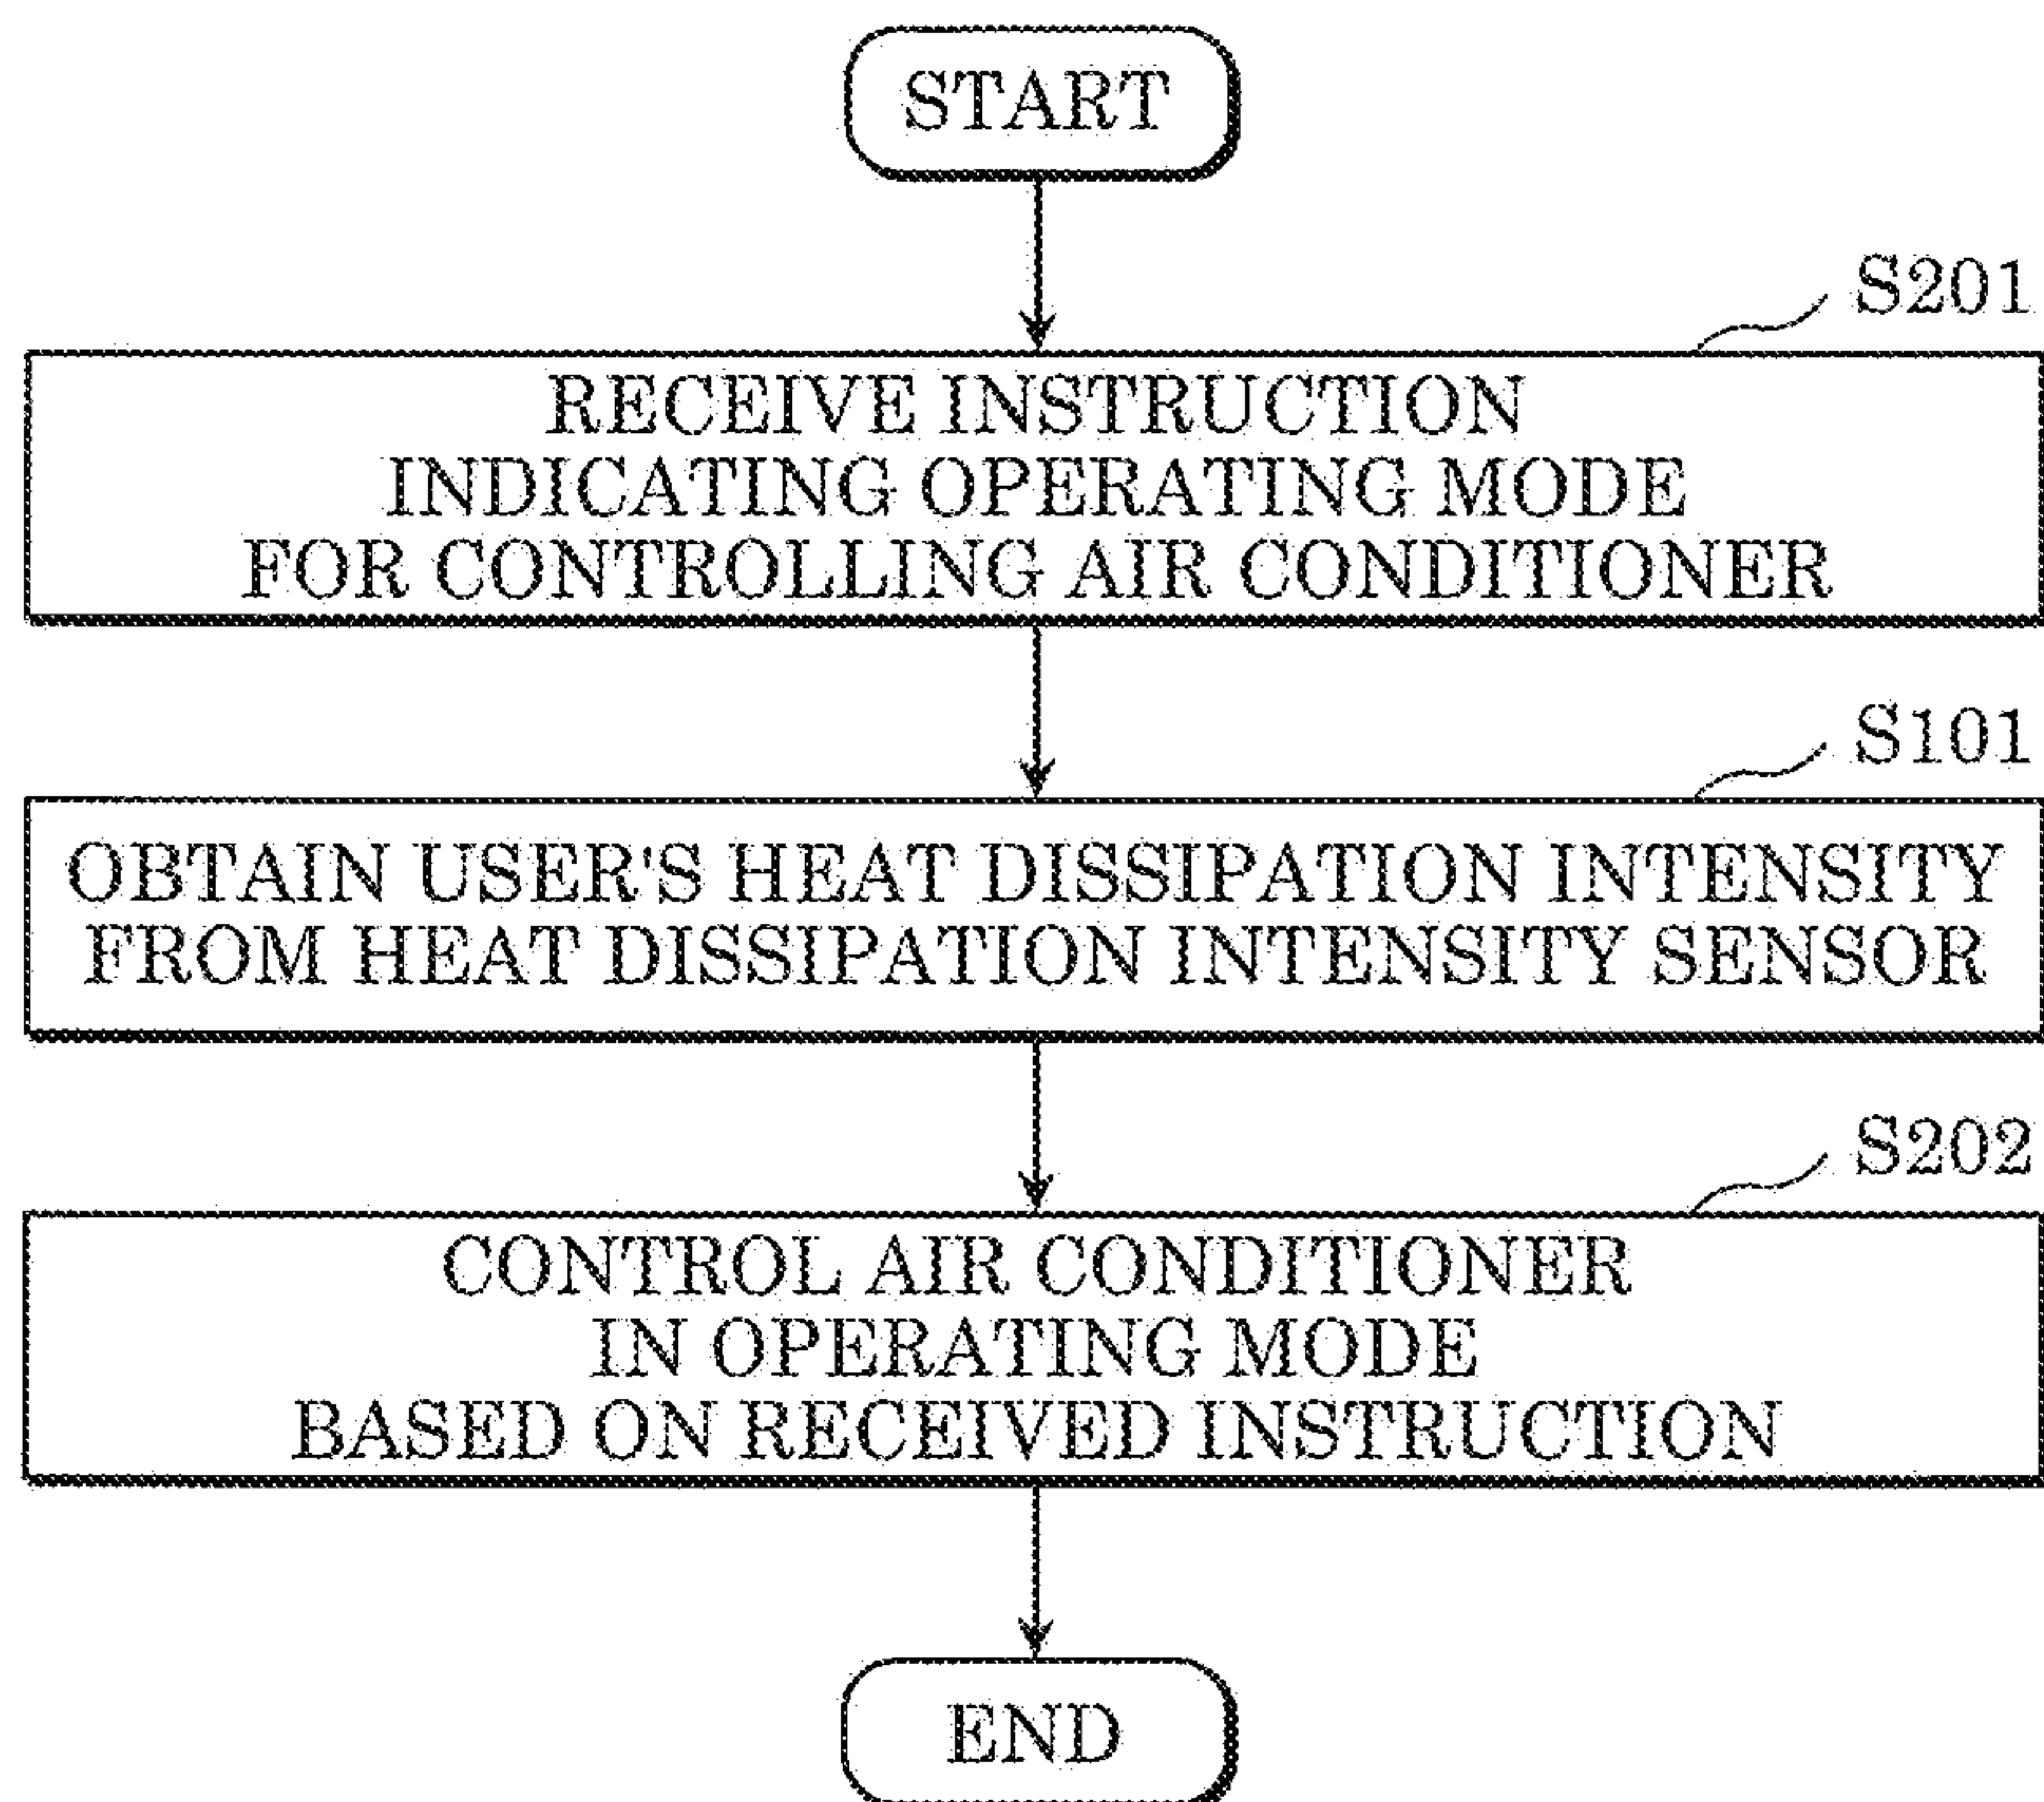 START
S201
RECEIVE INSTRUCTION
INDICATING OPERATING MODE
FOR CONTROLLING AIR CONDITIONER
S101
OBTAIN USER'S HEAT DISSIPATION INTENSITY
FROM HEAT DISSIPATION INTENSITY SENSOR
S202
CONTROL AIR CONDITIONER
IN OPERATING MODE
BASED ON RECEIVED INSTRUCTION
END